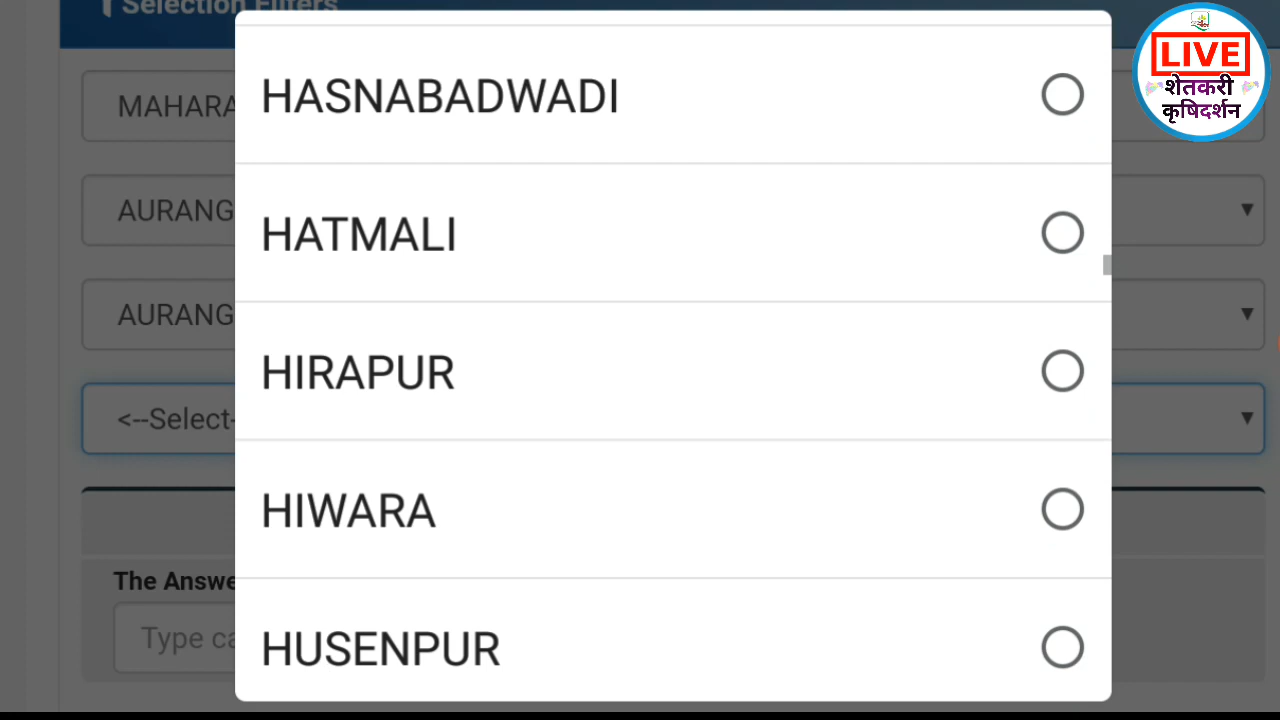 Selection Filters
HASNABADWADI
LIVE
शेतकरी
कृषिदर्शन
MAHARA
HATMALI
AURANG
HIRAPUR
AURANG
<--Select-
HIWARA
The Answe
HUSENPUR
Type ca